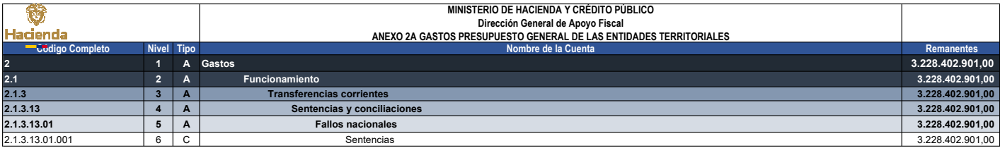 MINISTERIO DE HACIENDA Y CRÉDITO PÚBLICO
Dirección General de Apoyo Fiscal
ANEXO 2A GASTOS PRESUPUESTO GENERAL DE LAS ENTIDADES TERRITORIALES
Hacienda
Código Completo Nivel Tipo Nombre de la Cuenta Remanentes
2 1 A Gastos 3.228.402.901,00
2.1 2 A Funcionamiento 3.228.402.901,00
2.1.3 3 A Transferencias corrientes 3.228.402.901,00
2.1.3.13 4 A Sentencias y conciliaciones 3.228.402.901,00
2.1.3.13.01 5 A Fallos nacionales 3.228.402.901,00
2.1.3.13.01.001 6 C Sentencias 3.228.402.901,00